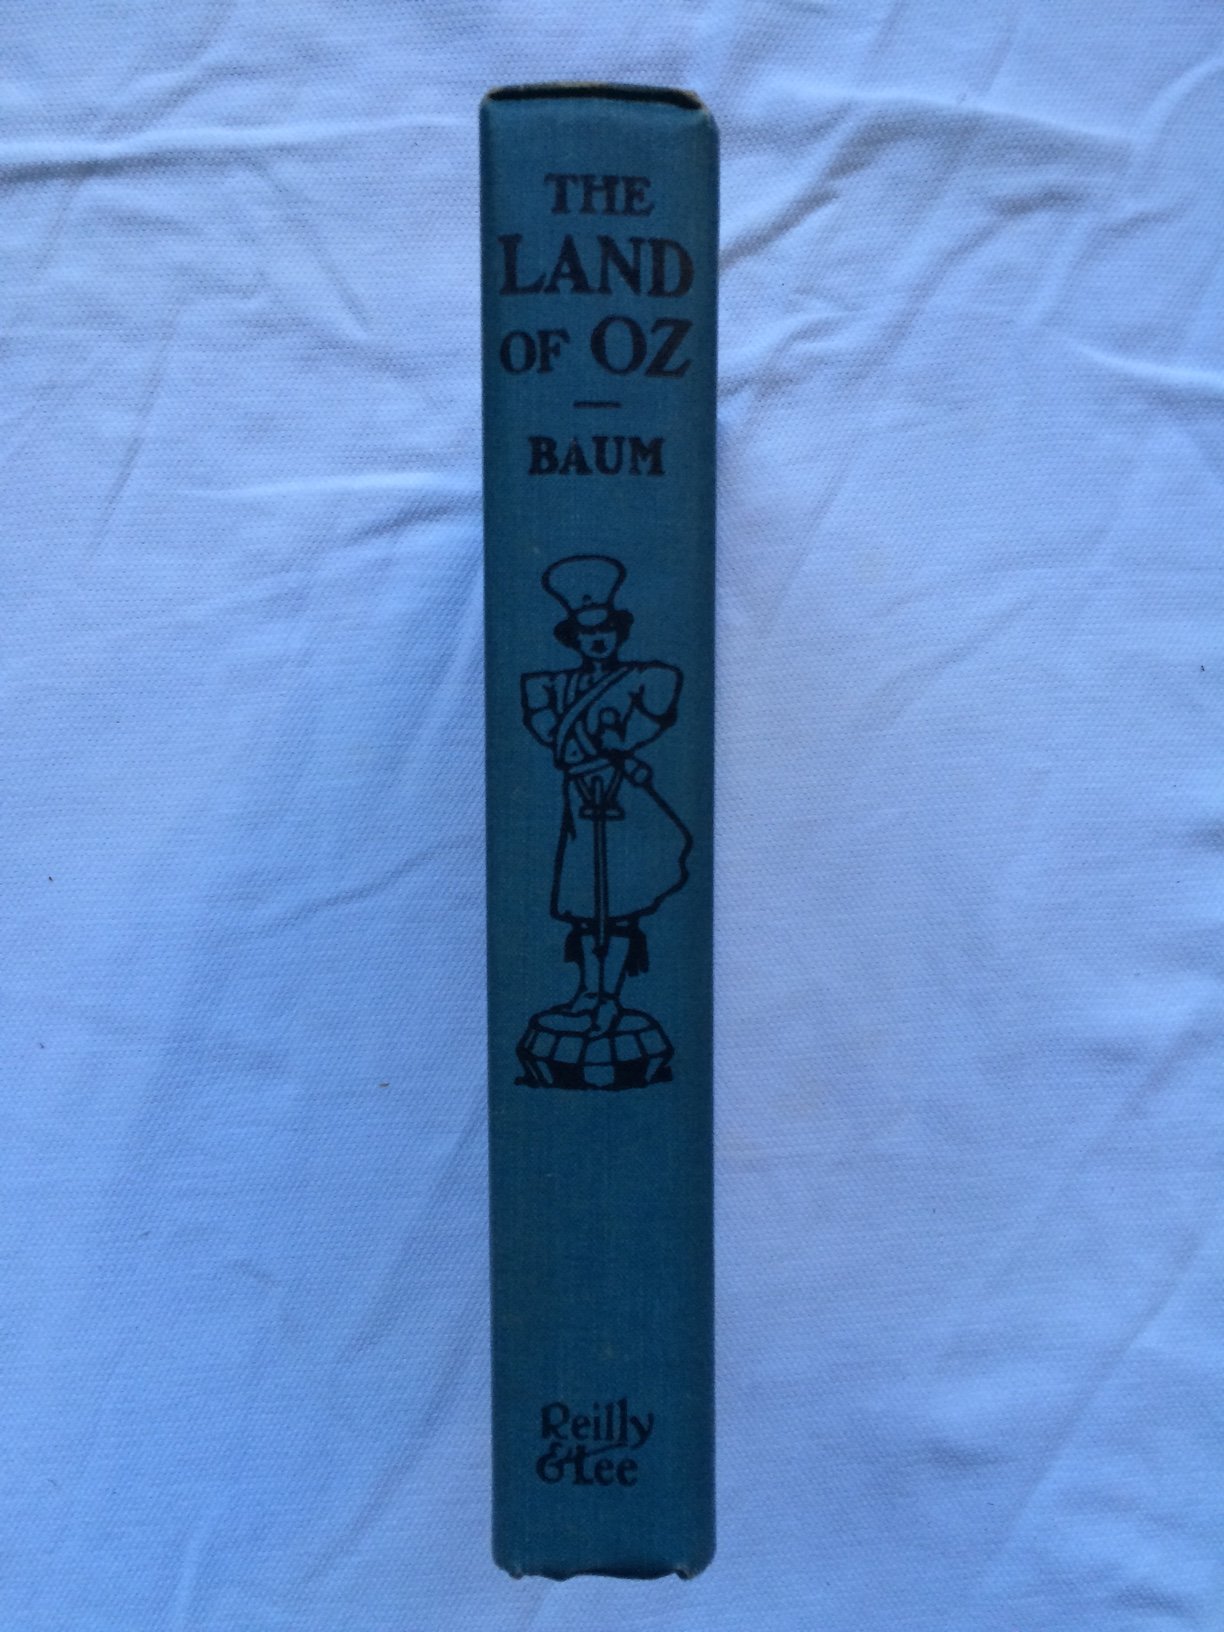 THE
LAND
OF OZ
—
BAUM
Reilly
& Lee